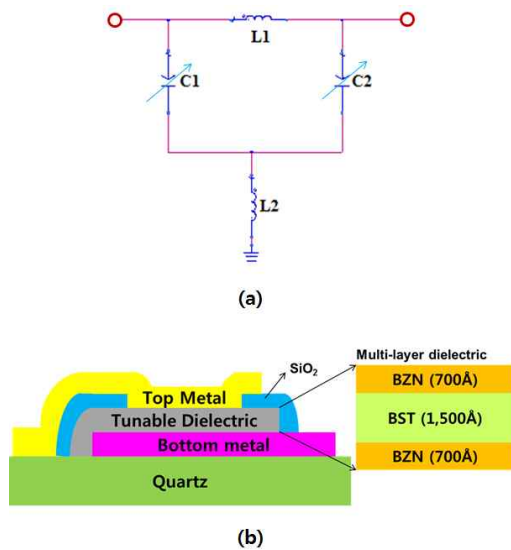 L1
C1
C2
L2
(a)
Multi-layer dielectric
SiO₂
BZN (700Å)
Top Metal
Tunable Dielectric
BST (1,500Å)
Bottom metal
BZN (700Å)
Quartz
(b)